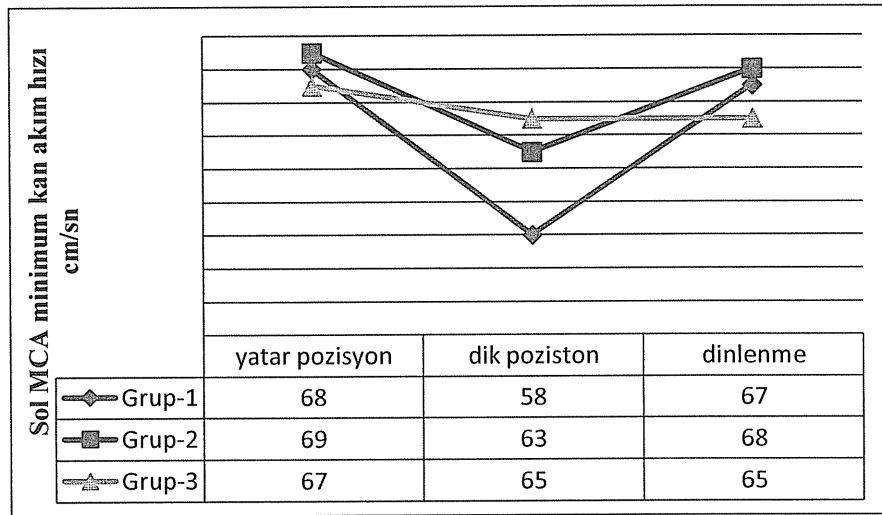 Sol MCA minimum kan akım hızı
cm/sn
yatar pozisyon dik poziston dinlenme
Grup-1 68 58 67
Grup-2 69 63 68
Grup-3 67 65 65